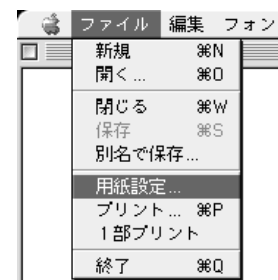 ファイル 編集 フォン
新規 ⌘N
開く... ⌘O
閉じる ⌘W
保存 ⌘S
別名で保存...
用紙設定...
プリント... ⌘P
1部プリント
終了 ⌘Q